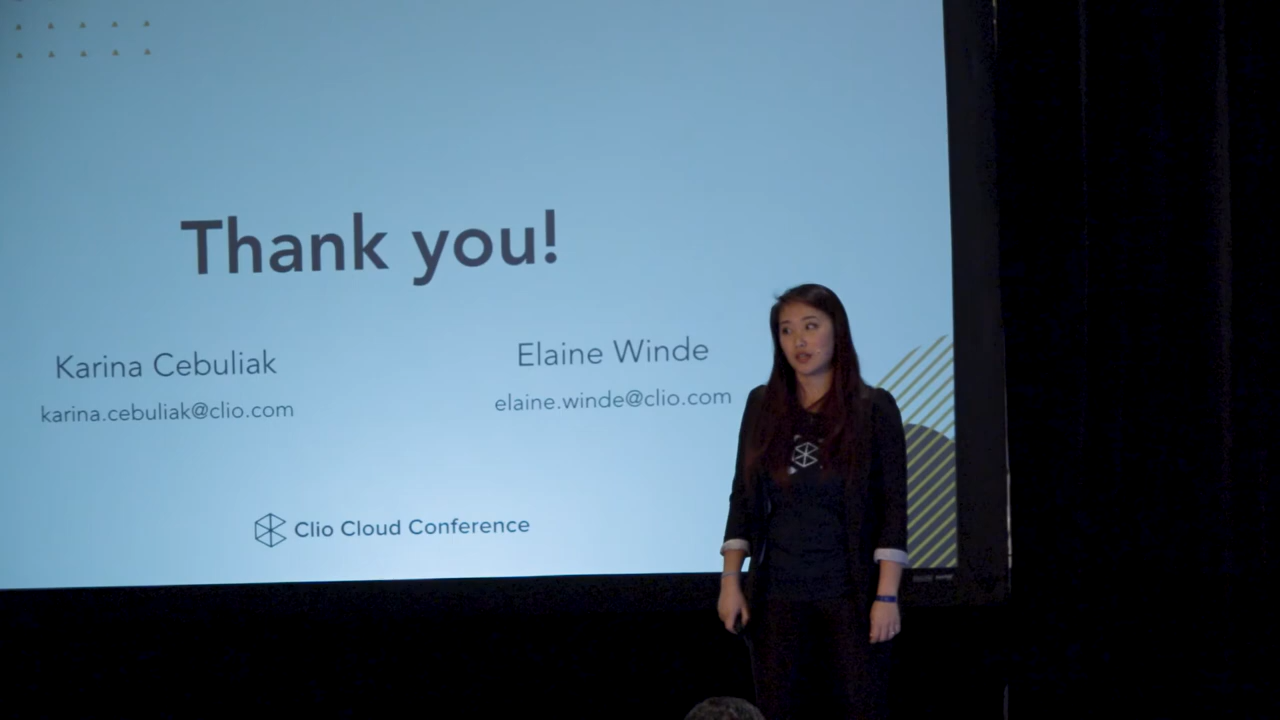 Thank you!
Karina Cebuliak
karina.cebuliak@clio.com
Elaine Winde
elaine.winde@clio.com
Clio Cloud Conference